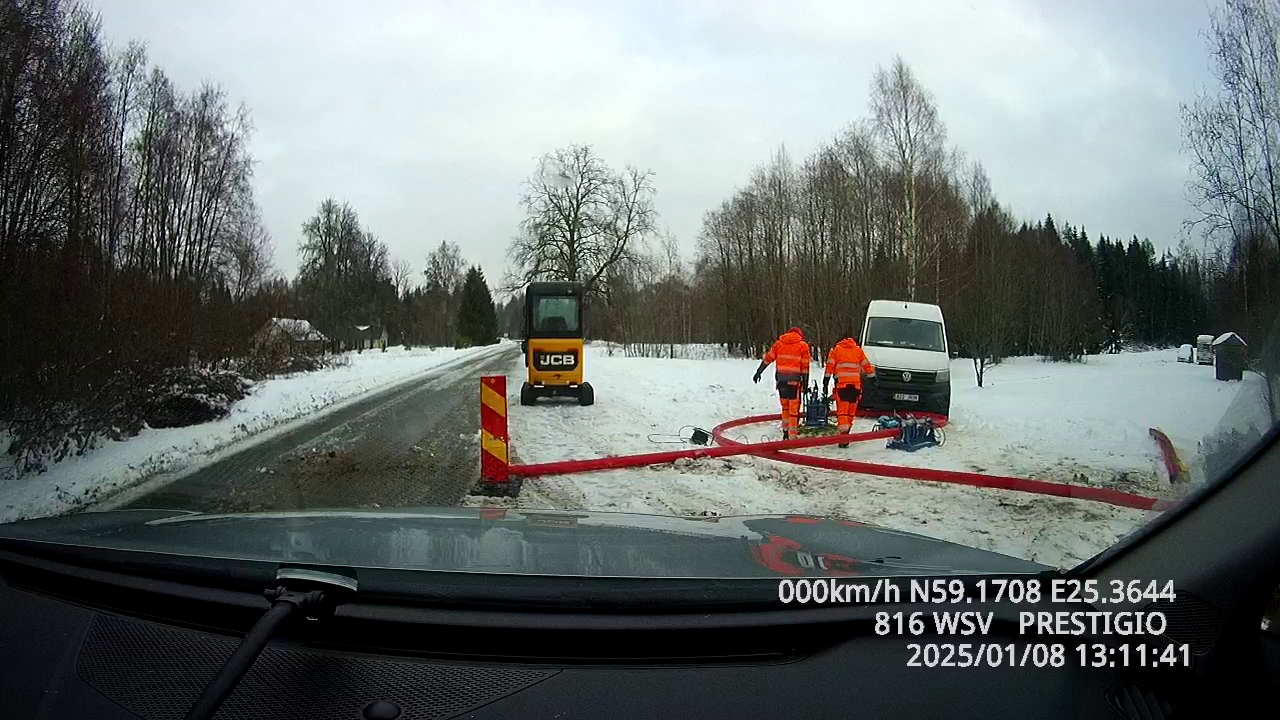 JCB
000km/h N59.1708 E25.3644
816 WSV PRESTIGIO
2025/01/08 13:11:41